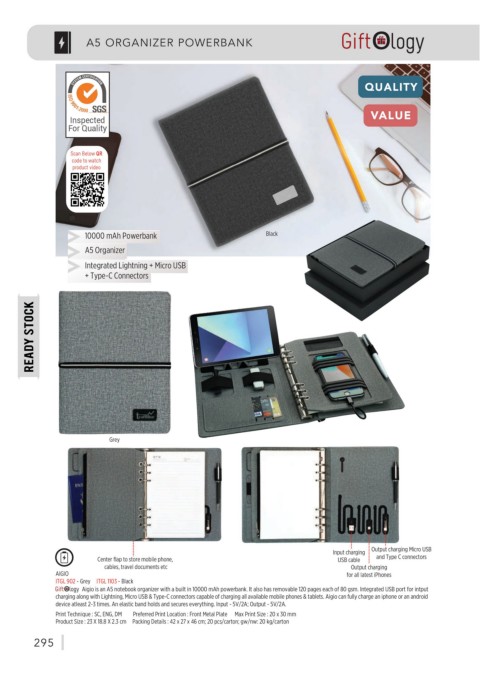 A5 ORGANIZER POWERBANK
GiftOlogy
QUALITY
VALUE
SGS
Inspected
For Quality
Scan Below QR
code to watch
product video
Black
10000 mAh Powerbank
A5 Organizer
Integrated Lightning + Micro USB
+ Type-C Connectors
READY STOCK
Grey
Center flap to store mobile phone,
cables, travel documents etc
Input charging
USB cable
Output charging Micro USB
and Type C connectors
Output charging
for all latest iPhones
AIGIO
ITGL 902 - Grey ITGL 1103 - Black
GiftOlogy Aigio is an A5 notebook organizer with a built in 10000 mAh powerbank. It also has removable 120 pages each of 80 gsm. Integrated USB port for intput
charging along with Lightning, Micro USB & Type-C connectors capable of charging all available mobile phones & tablets. Aigio can fully charge an iphone or an android
device atleast 2-3 times. An elastic band holds and secures everything. Input - 5V/2A; Output - 5V/2A.
Print Technique : SC, ENG, DM Preferred Print Location : Front Metal Plate Max Print Size : 20 x 30 mm
Product Size : 23 X 18.8 X 2.3 cm Packing Details : 42 x 27 x 46 cm; 20 pcs/carton; gw/nw: 20 kg/carton
295